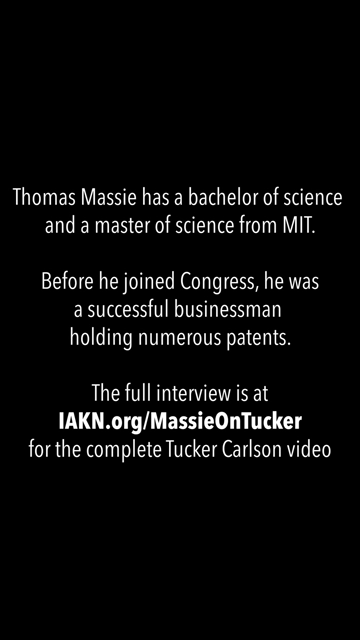 Thomas Massie has a bachelor of science
and a master of science from MIT.
Before he joined Congress, he was
a successful businessman
holding numerous patents.
The full interview is at
IAKN.org/MassieOnTucker
for the complete Tucker Carlson video